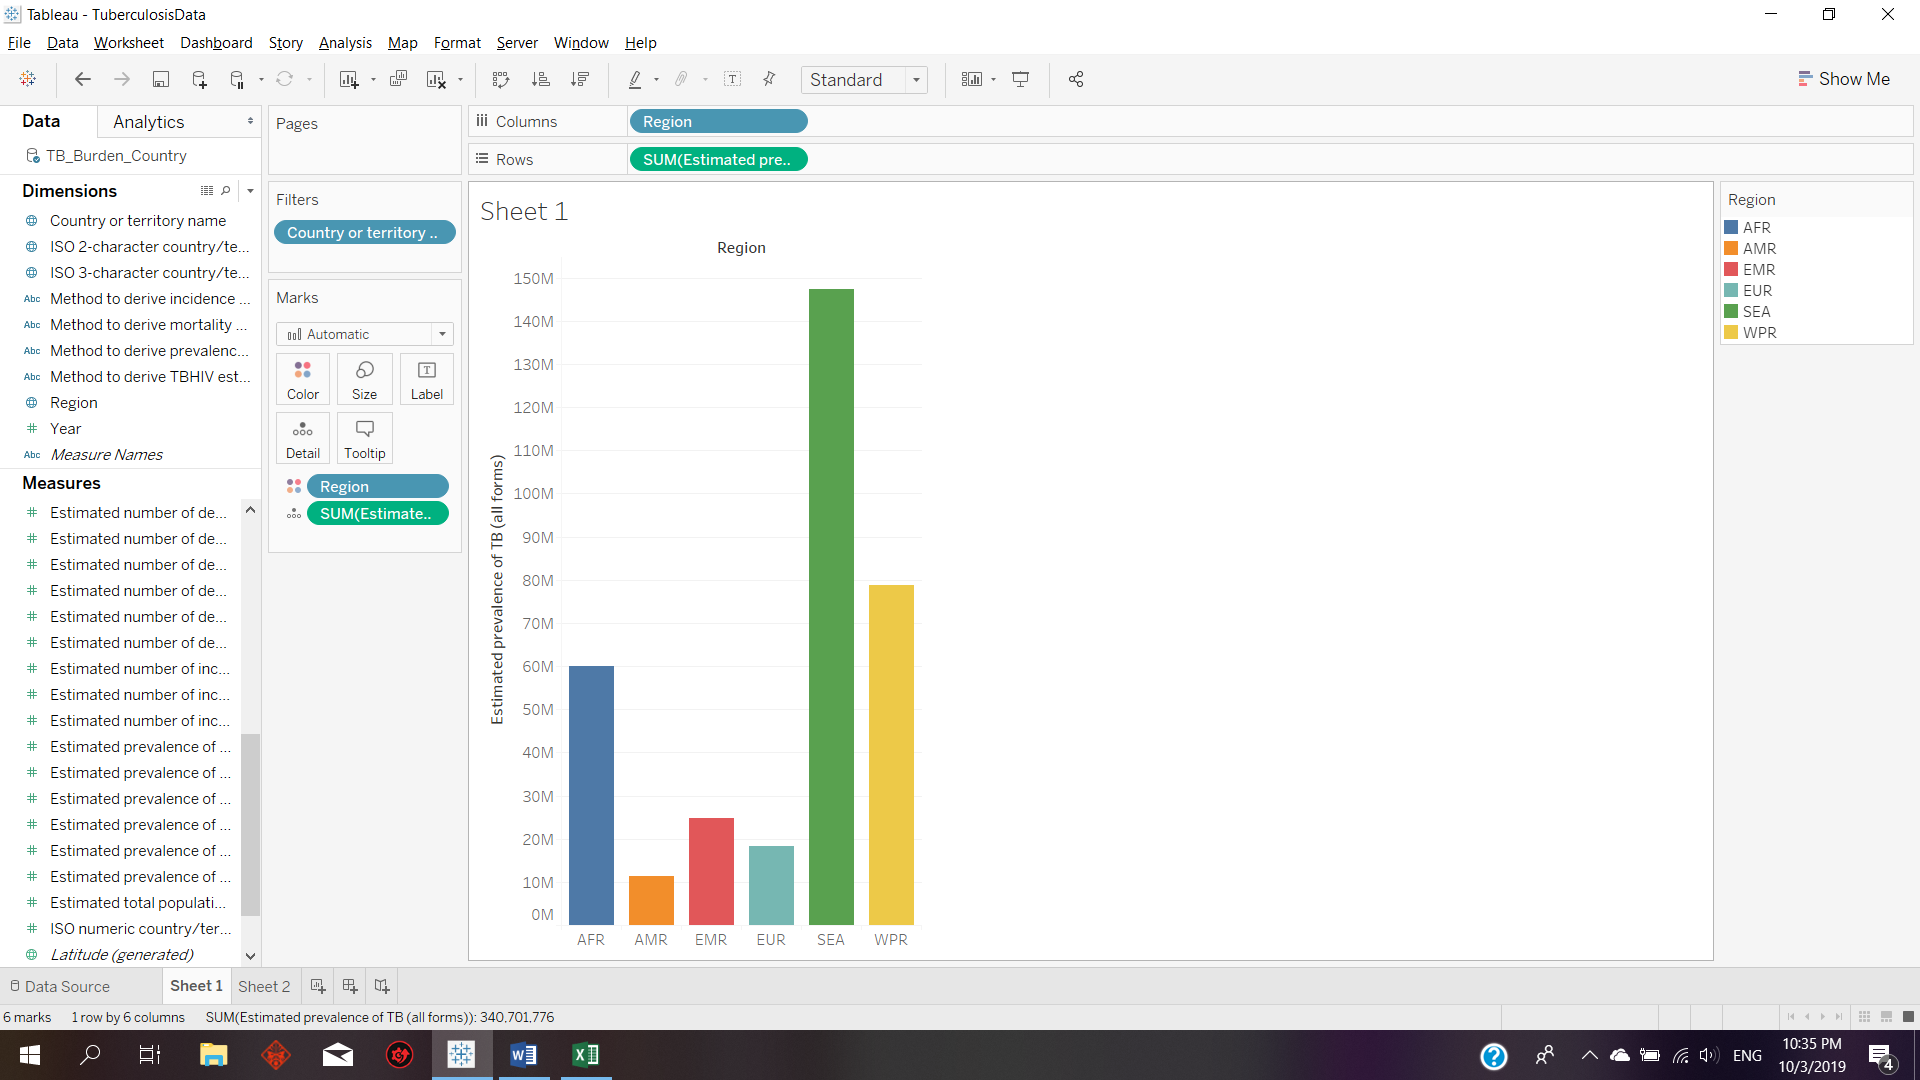 Tableau - TuberculosisData
File Data Worksheet Dashboard Story Analysis Map Format Server Window Help
Standard
Show Me
Data Analytics
TB_Burden_Country
Dimensions
Country or territory name
ISO 2-character country/te...
ISO 3-character country/te...
Abc Method to derive incidence ...
Abc Method to derive mortality ...
Abc Method to derive prevalenc...
Abc Method to derive TBHIV est...
Region
# Year
Abc Measure Names
Measures
# Estimated number of de...
# Estimated number of de...
# Estimated number of de...
# Estimated number of de...
# Estimated number of de...
# Estimated number of de...
# Estimated number of inc...
# Estimated number of inc...
# Estimated number of inc...
# Estimated prevalence of ...
# Estimated prevalence of ...
# Estimated prevalence of ...
# Estimated prevalence of ...
# Estimated prevalence of ...
# Estimated prevalence of ...
# Estimated total populati...
# ISO numeric country/ter...
Latitude (generated)
Pages
Filters
Country or territory ..
Marks
Automatic
Color Size T Label
Detail Tooltip
Region
SUM(Estimate..
Columns Region
Rows SUM(Estimated pre..
Sheet 1
Region
Estimated prevalence of TB (all forms)
150M
140M
130M
120M
110M
100M
90M
80M
70M
60M
50M
40M
30M
20M
10M
0M
AFR AMR EMR EUR SEA WPR
Region
AFR
AMR
EMR
EUR
SEA
WPR
Data Source Sheet 1 Sheet 2
6 marks 1 row by 6 columns SUM(Estimated prevalence of TB (all forms)): 340,701,776
ENG
10:35 PM
10/3/2019
4